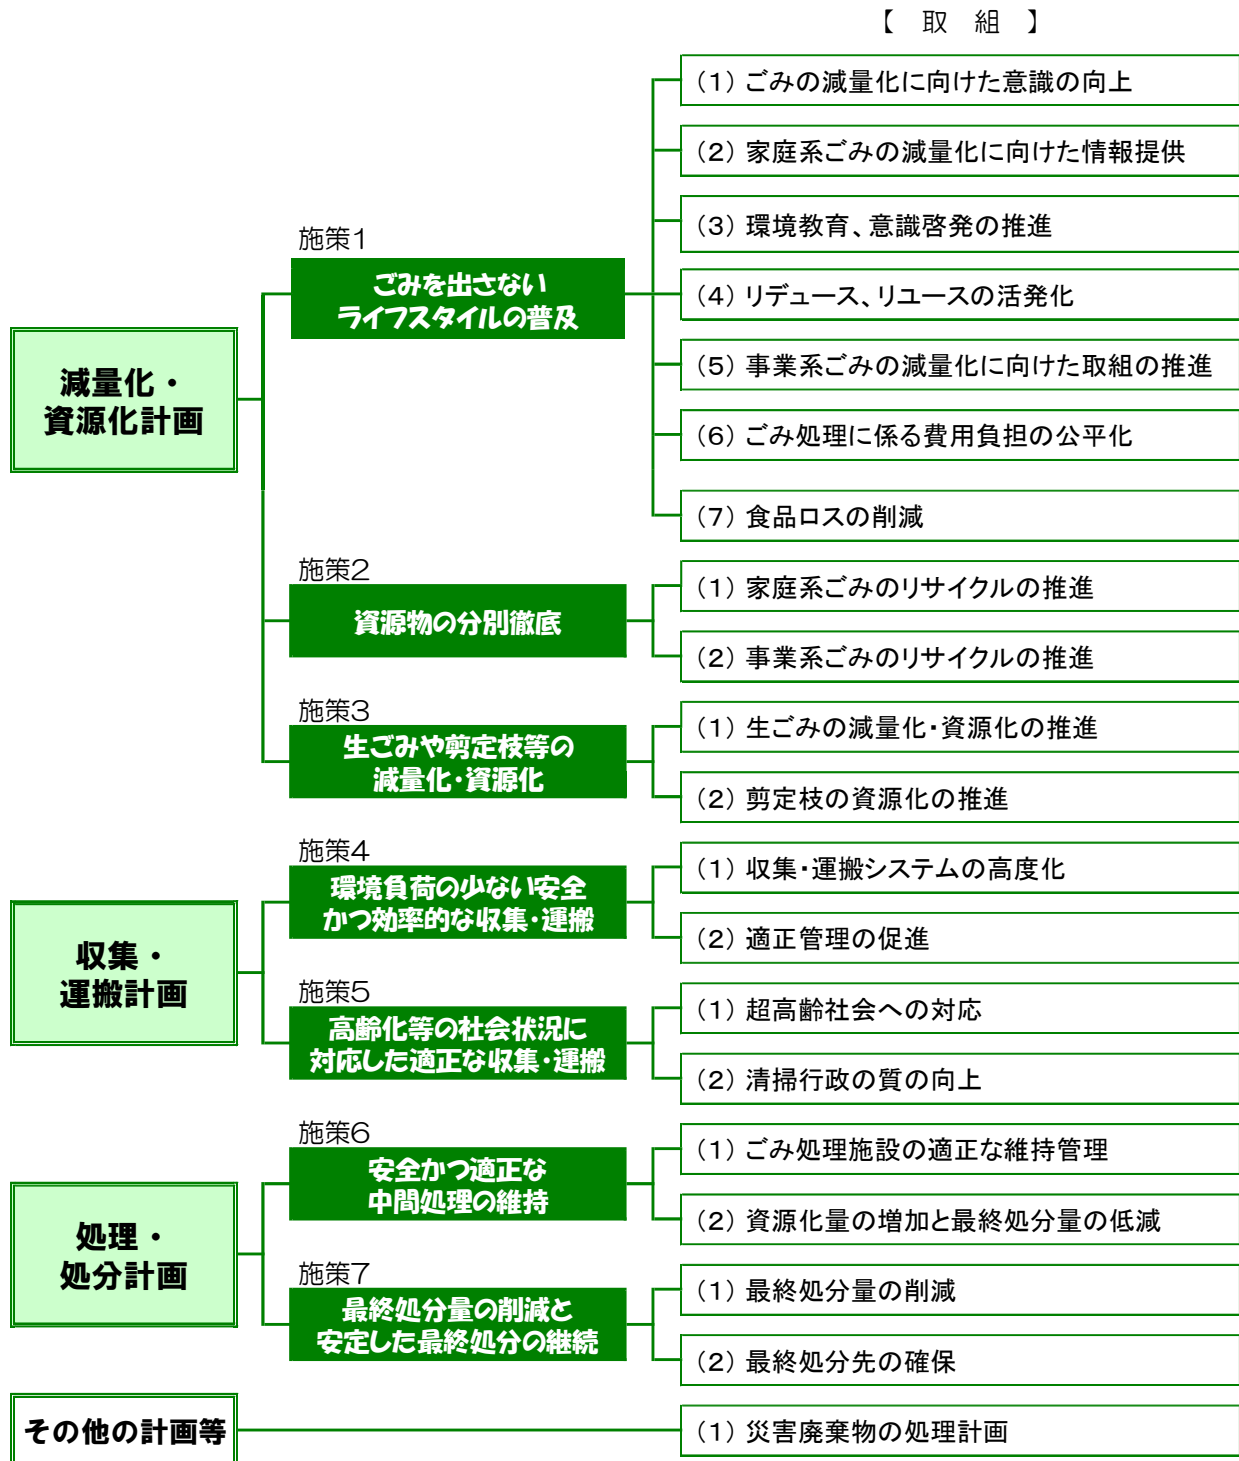 【 取 組 】
減量化・
資源化計画
施策1
ごみを出さない
ライフスタイルの普及
（1） ごみの減量化に向けた意識の向上
（2） 家庭系ごみの減量化に向けた情報提供
（3） 環境教育、意識啓発の推進
（4） リデュース、リユースの活発化
（5） 事業系ごみの減量化に向けた取組の推進
（6） ごみ処理に係る費用負担の公平化
（7） 食品ロスの削減
施策2
資源物の分別徹底
（1） 家庭系ごみのリサイクルの推進
（2） 事業系ごみのリサイクルの推進
施策3
生ごみや剪定枝等の
減量化・資源化
（1） 生ごみの減量化・資源化の推進
（2） 剪定枝の資源化の推進
収集・
運搬計画
施策4
環境負荷の少ない安全
かつ効率的な収集・運搬
（1） 収集・運搬システムの高度化
（2） 適正管理の促進
施策5
高齢化等の社会状況に
対応した適正な収集・運搬
（1） 超高齢社会への対応
（2） 清掃行政の質の向上
処理・
処分計画
施策6
安全かつ適正な
中間処理の維持
（1） ごみ処理施設の適正な維持管理
（2） 資源化量の増加と最終処分量の低減
施策7
最終処分量の削減と
安定した最終処分の継続
（1） 最終処分量の削減
（2） 最終処分先の確保
その他の計画等
（1） 災害廃棄物の処理計画